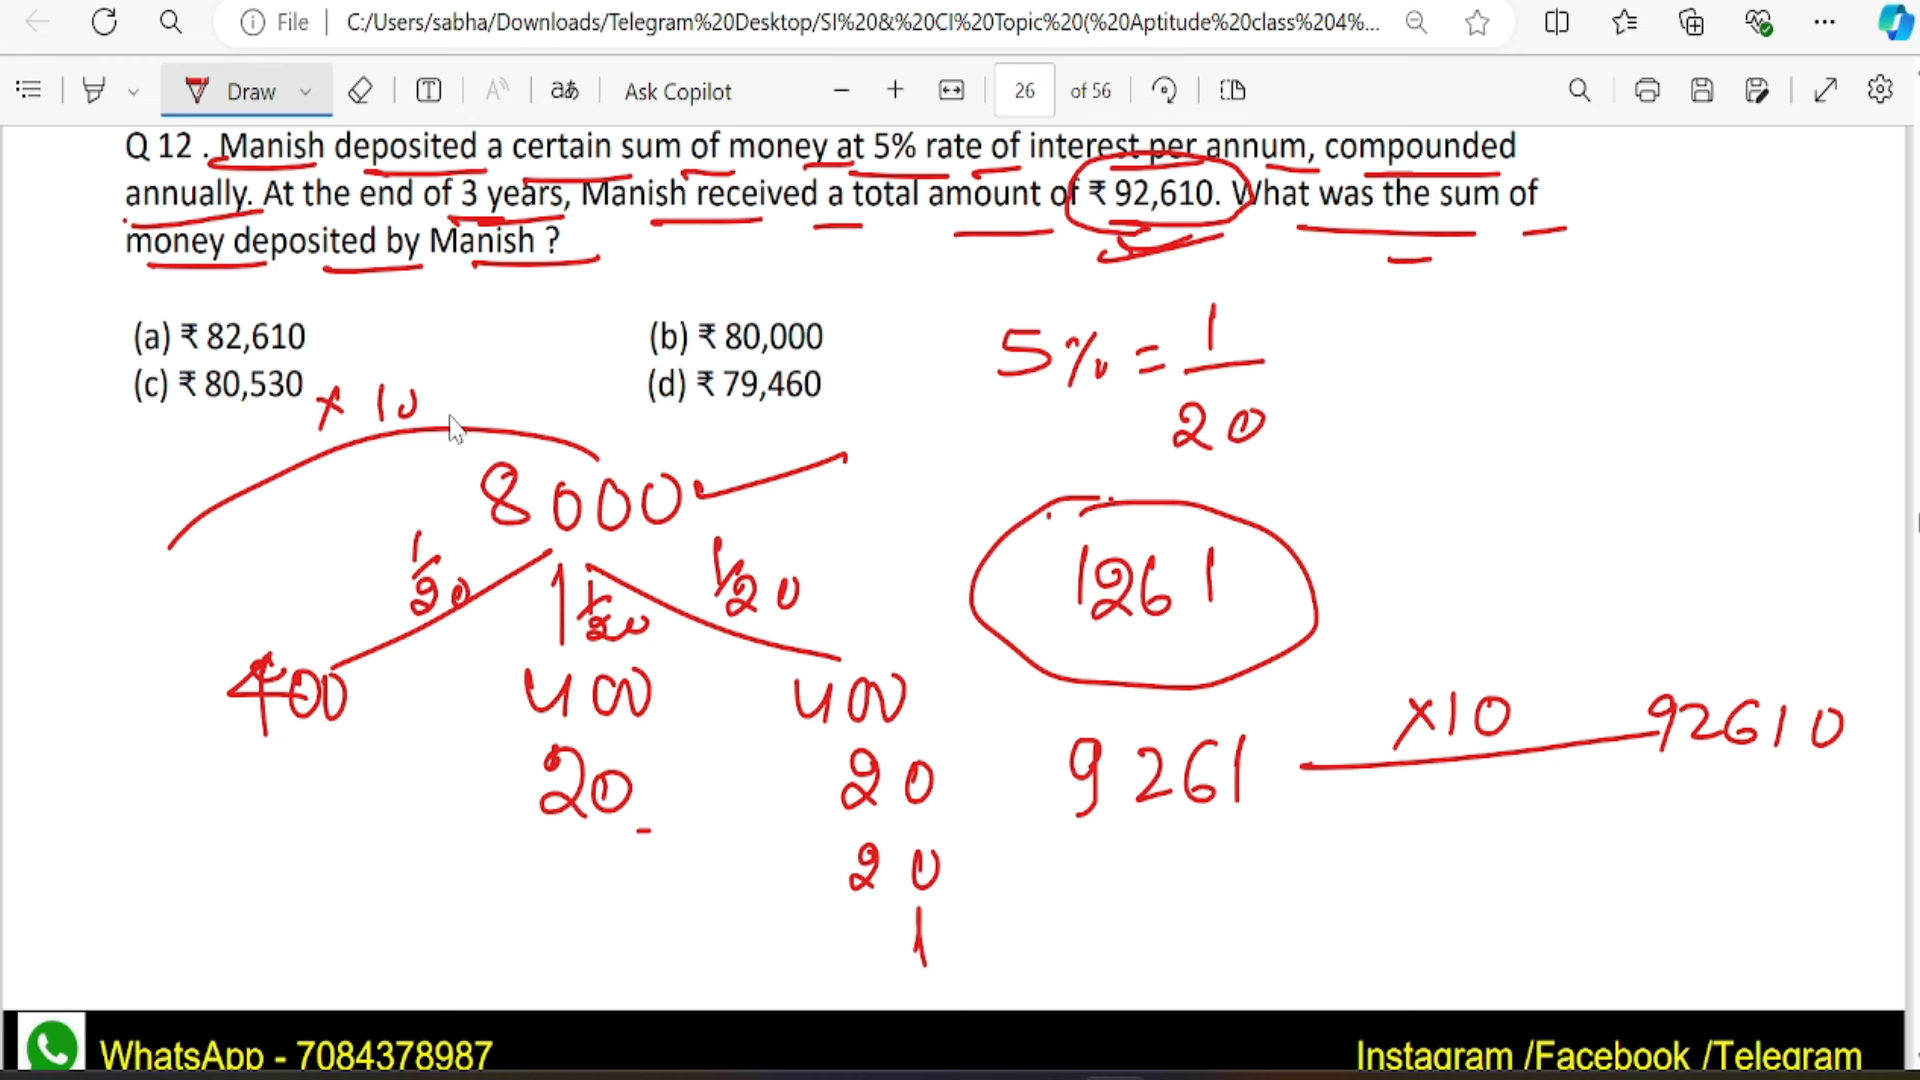 File
C:/Users/sabha/Downloads/Telegram%20Desktop/SI%20&%20CI%20Topic%20(%20Aptitude%20class%204%...
Draw
aあ
Ask Copilot
26 of 56
Q 12 . Manish deposited a certain sum of money at 5% rate of interest per annum, compounded
annually. At the end of 3 years, Manish received a total amount of ₹ 92,610. What was the sum of
money deposited by Manish ?
(a) ₹ 82,610
(b) ₹ 80,000
(c) ₹ 80,530
(d) ₹ 79,460
5% = 1/20
× 10
8000
1/20
1/20
1/20
1261
400
400
400
20
20
20
1
9261 ×10 92610
WhatsApp - 7084378987
Instagram /Facebook /Telegram